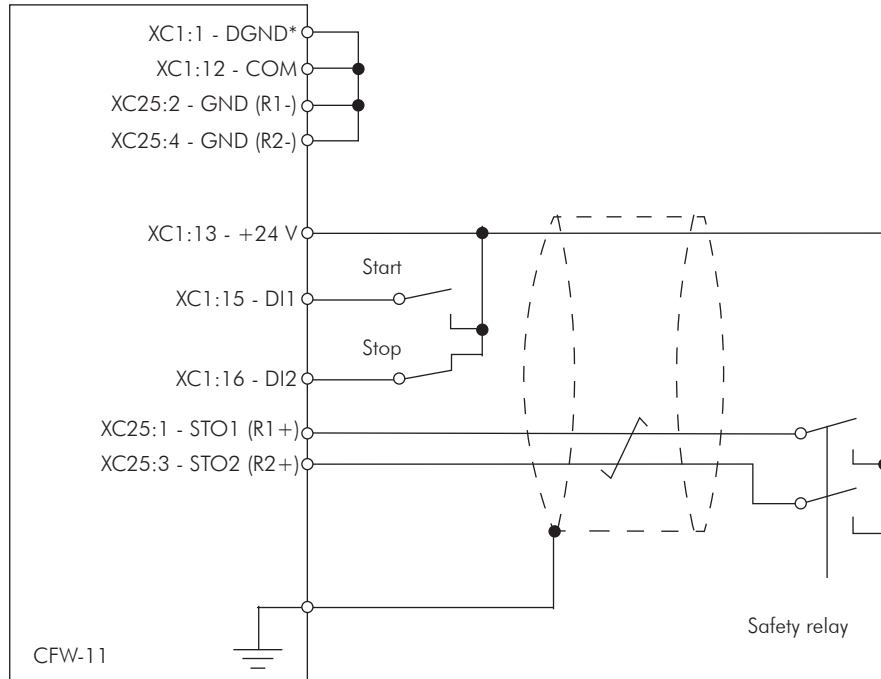 XC1:1 - DGND*
XC1:12 - COM
XC25:2 - GND (R1-)
XC25:4 - GND (R2-)
XC1:13 - +24 V
Start
XC1:15 - DI1
Stop
XC1:16 - DI2
XC25:1 - STO1 (R1+)
XC25:3 - STO2 (R2+)
Safety relay
CFW-11